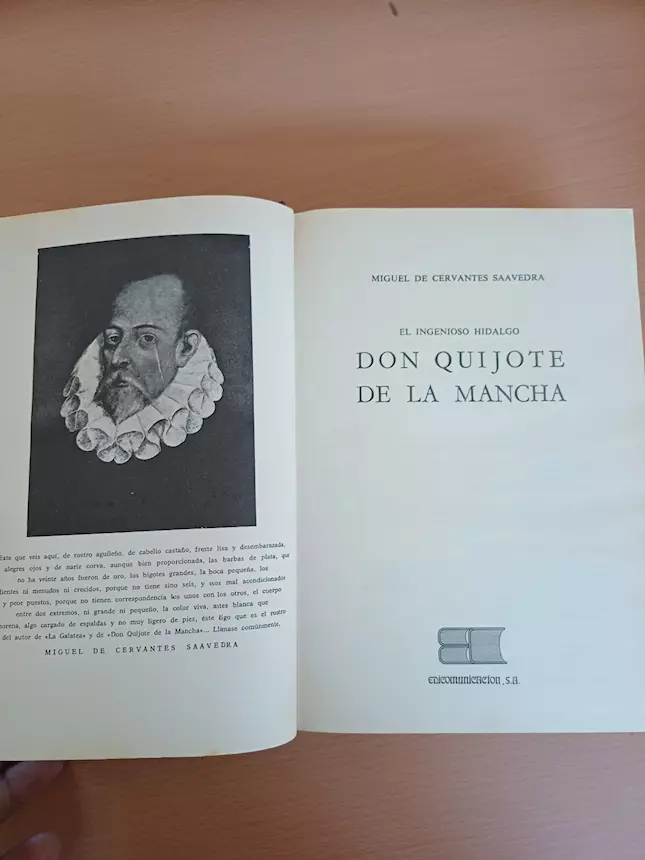 Este que veis aquí, de rostro aguileño, de cabello castaño, frente lisa y desembarazada,
alegres ojos y de nariz corva, aunque bien proporcionada, las barbas de plata, que
no ha veinte años fueron de oro, los bigotes grandes, la boca pequeña, los
dientes ni menudos ni crecidos, porque no tiene sino seis, y esos mal acondicionados
y peor puestos, porque no tienen correspondencia los unos con los otros, el cuerpo
entre dos extremos, ni grande ni pequeño, la color viva, antes blanca que
morena, algo cargado de espaldas y no muy ligero de pies, éste digo que es el rostro
del autor de «La Galatea» y de «Don Quijote de la Mancha»... Llámase comúnmente.
MIGUEL DE CERVANTES SAAVEDRA
MIGUEL DE CERVANTES SAAVEDRA
EL INGENIOSO HIDALGO
DON QUIJOTE
DE LA MANCHA
EDICOMUNICACION, S.A.